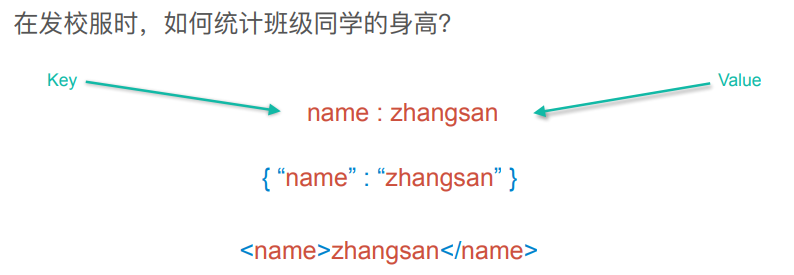 在发校服时，如何统计班级同学的身高?
Key
Value
name : zhangsan
{ “name” : “zhangsan” }
<name>zhangsan</name>